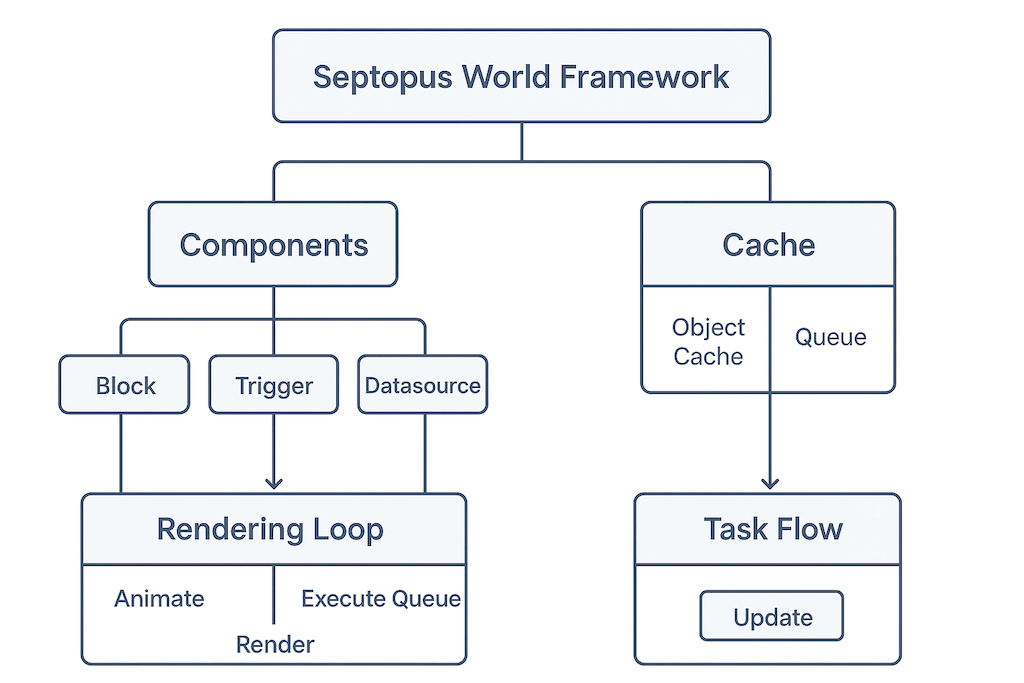 Septopus World Framework
Components
Cache
Object
Cache
Queue
Block
Trigger
Datasource
Rendering Loop
Animate
Execute Queue
Render
Task Flow
Update